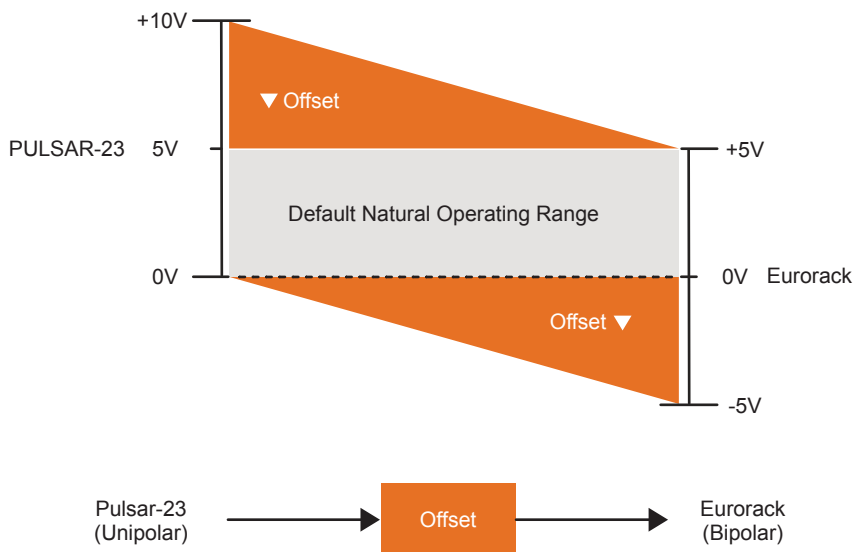 +10V
▼ Offset
PULSAR-23 5V
+5V
Default Natural Operating Range
0V
0V Eurorack
Offset ▼
-5V
Pulsar-23
(Unipolar)
Offset
Eurorack
(Bipolar)